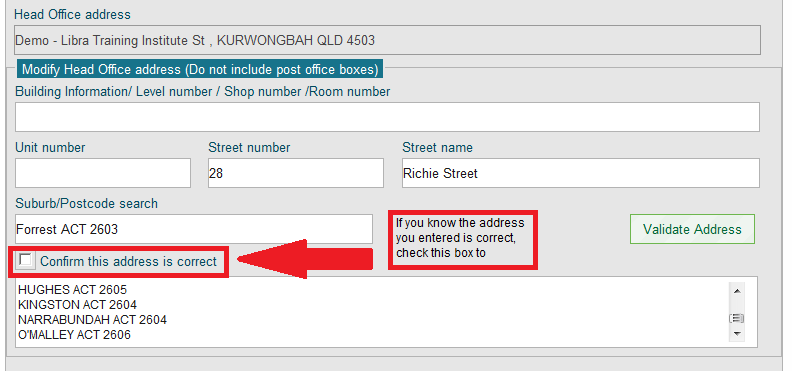 Head Office address
Demo - Libra Training Institute St , KURWONGBAH QLD 4503
Modify Head Office address (Do not include post office boxes)
Building Information/ Level number / Shop number /Room number
Unit number Street number Street name
28 Richie Street
Suburb/Postcode search
Forrest ACT 2603
If you know the address
you entered is correct,
check this box to
Validate Address
Confirm this address is correct
HUGHES ACT 2605
KINGSTON ACT 2604
NARRABUNDAH ACT 2604
O'MALLEY ACT 2606